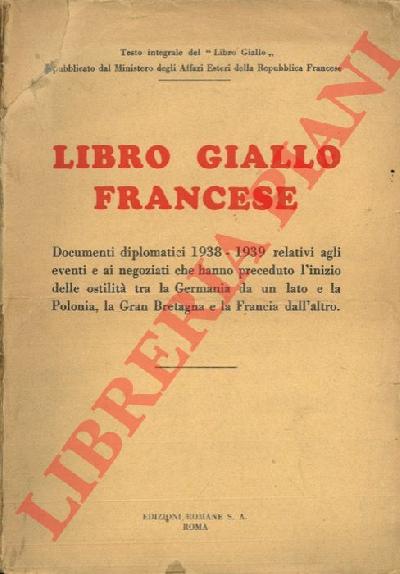 Testo integrale del "Libro Giallo„
pubblicato dal Ministero degli Affari Esteri della Repubblica Francese
LIBRO GIALLO
FRANCESE
Documenti diplomatici 1938 - 1939 relativi agli
eventi e ai negoziati che hanno preceduto l'inizio
delle ostilità tra la Germania da un lato e la
Polonia, la Gran Bretagna e la Francia dall'altro.
EDIZIONI ROMANE S. A.
ROMA
LIBRERIA PIANI